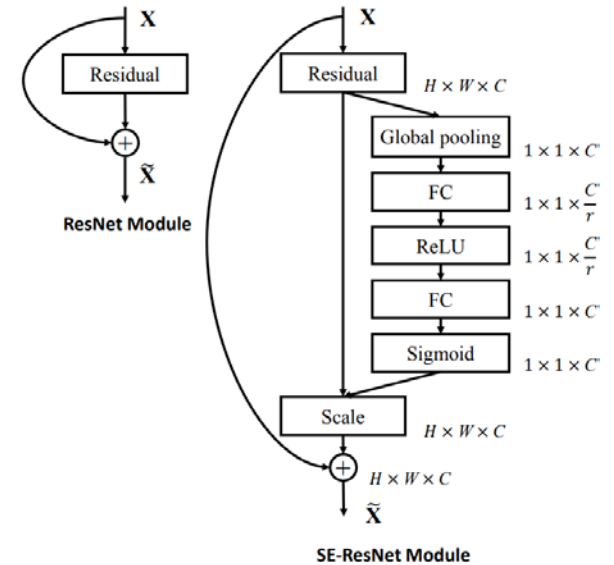 X
Residual
+
X̃
ResNet Module
X
Residual
H × W × C
Global pooling
1 × 1 × C
FC
1 × 1 × C/r
ReLU
1 × 1 × C/r
FC
1 × 1 × C
Sigmoid
1 × 1 × C
Scale
H × W × C
+
H × W × C
X̃
SE-ResNet Module